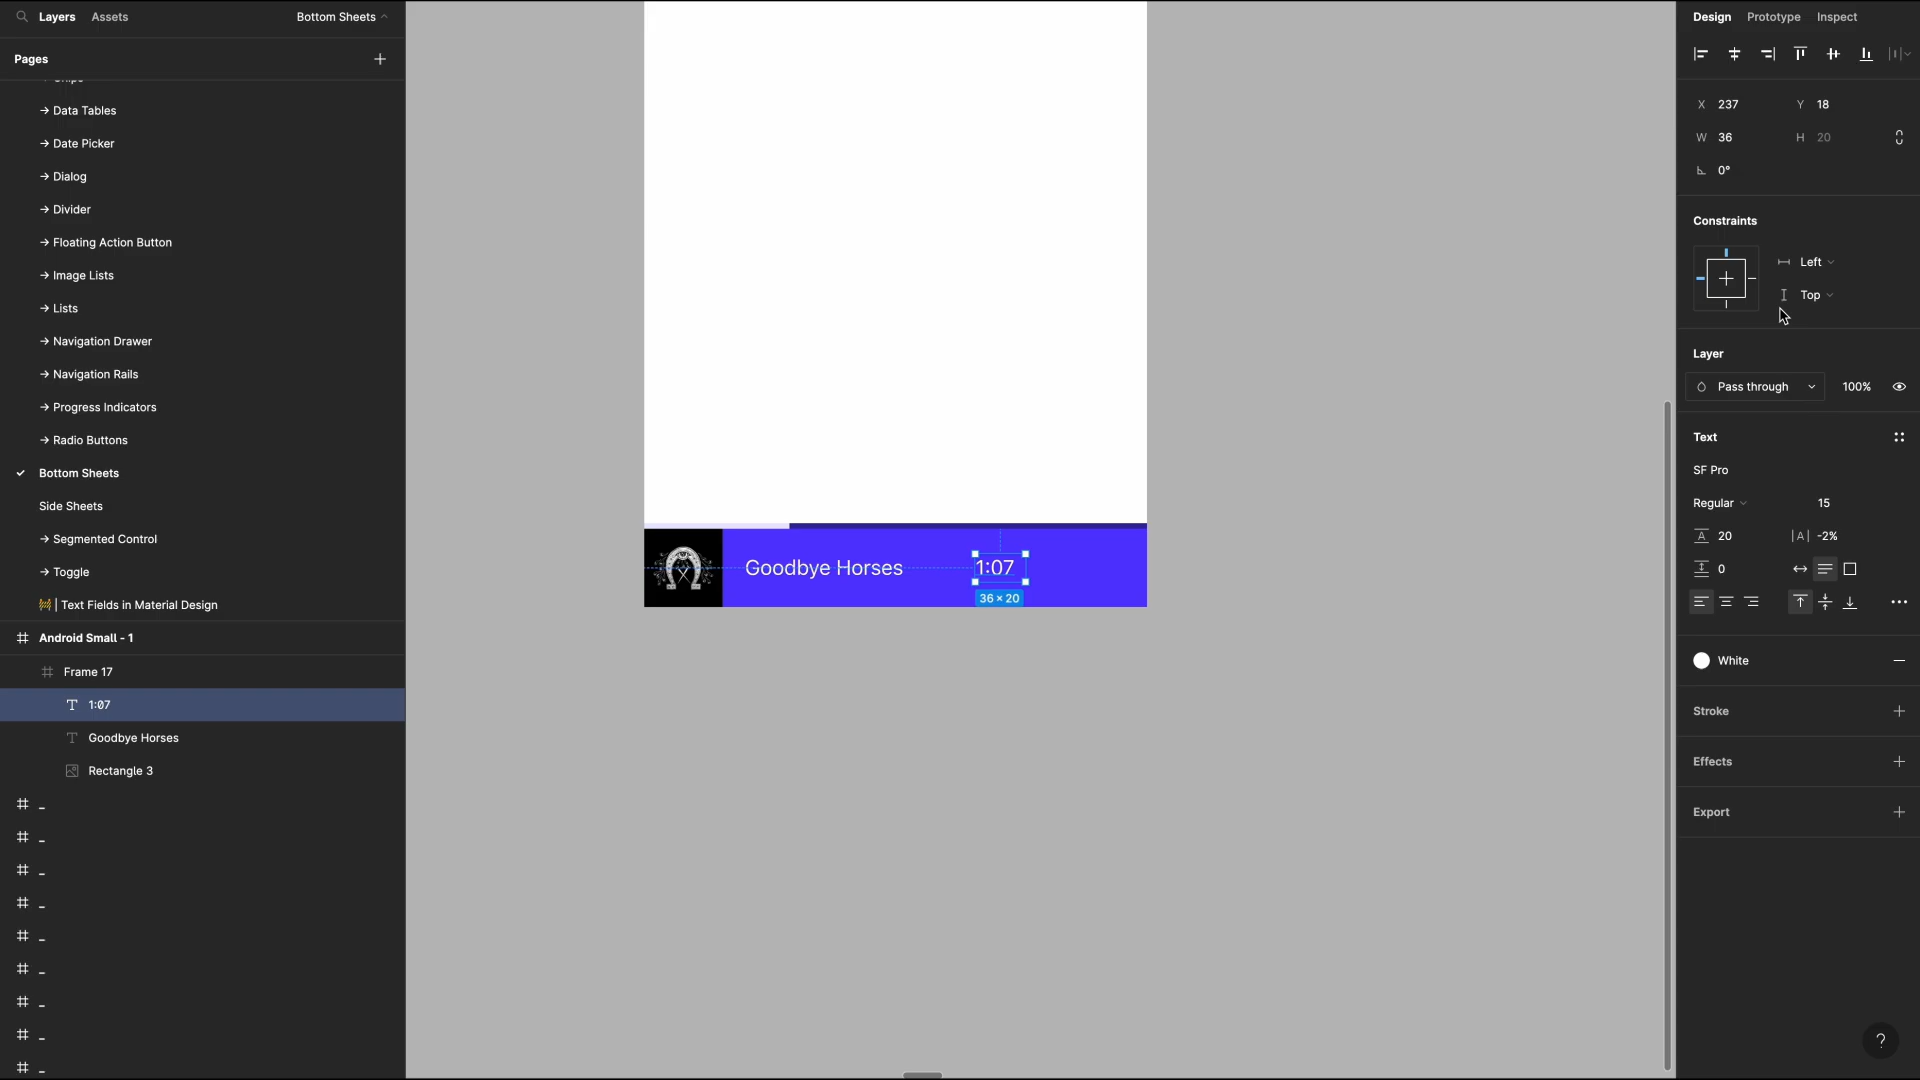 Layers Assets Bottom Sheets
Pages
Chips
→ Data Tables
→ Date Picker
→ Dialog
→ Divider
→ Floating Action Button
→ Image Lists
→ Lists
→ Navigation Drawer
→ Navigation Rails
→ Progress Indicators
→ Radio Buttons
Bottom Sheets
Side Sheets
→ Segmented Control
→ Toggle
🚧 | Text Fields in Material Design
Android Small - 1
Frame 17
1:07
Goodbye Horses
Rectangle 3
_
_
_
_
_
_
_
_
_
Goodbye Horses 1:07
36 × 20
Design Prototype Inspect
X 237 Y 18
W 36 H 20
0°
Constraints
Left
Top
Layer
Pass through 100%
Text
SF Pro
Regular 15
A 20 |A| -2%
0
White
Stroke
Effects
Export
?